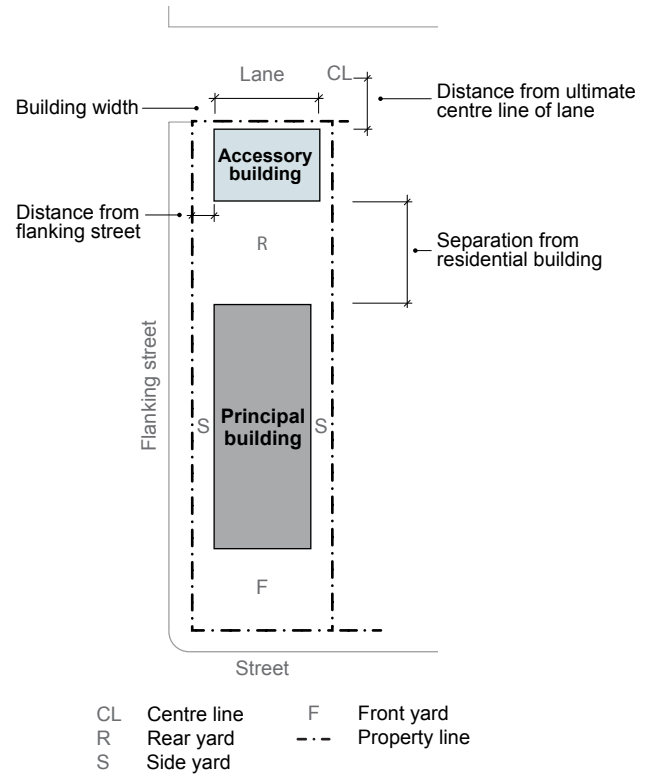 Lane
CL
Building width
Distance from ultimate
centre line of lane
Accessory
building
Distance from
flanking street
R
Separation from
residential building
Flanking street
S
Principal
building
S
F
Street
CL Centre line
R Rear yard
S Side yard
F Front yard
Property line